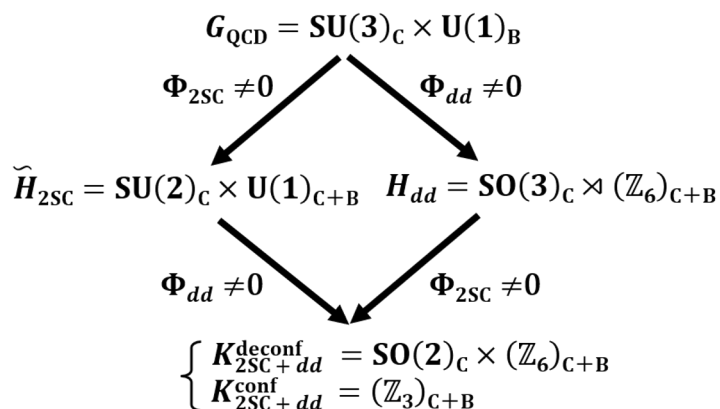 G_QCD = SU(3)_C × U(1)_B
Φ_2SC ≠0 Φ_dd ≠0
H̃_2SC = SU(2)_C × U(1)_C+B H_dd = SO(3)_C ⋊ (ℤ_6)_C+B
Φ_dd ≠0 Φ_2SC ≠0
K^deconf_2SC+dd = SO(2)_C × (ℤ_6)_C+B
K^conf_2SC+dd = (ℤ_3)_C+B